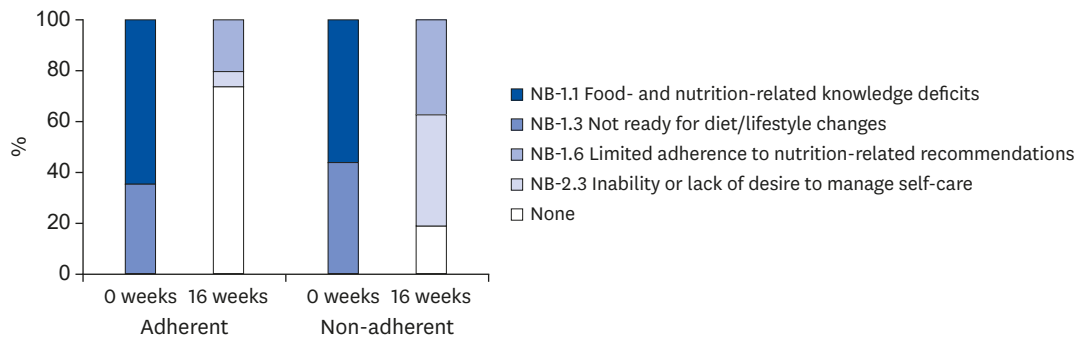 100
80
60
40
20
0
%
0 weeks 16 weeks 0 weeks 16 weeks
Adherent Non-adherent
NB-1.1 Food- and nutrition-related knowledge deficits
NB-1.3 Not ready for diet/lifestyle changes
NB-1.6 Limited adherence to nutrition-related recommendations
NB-2.3 Inability or lack of desire to manage self-care
None